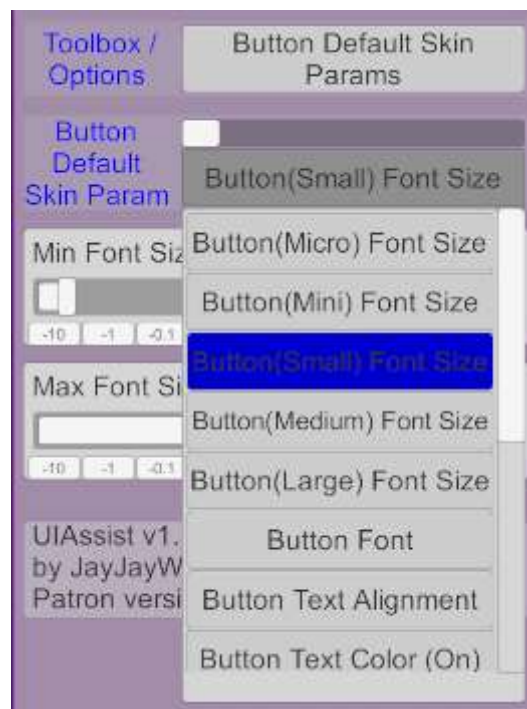 Toolbox /
Options
Button Default Skin
Params
Button
Default
Skin Param
Button(Small) Font Size
Min Font Siz
-10 -1 -0.1
Max Font Si
-10 -1 -0.1
UIAssist v1.
by JayJayW
Patron versi
Button(Micro) Font Size
Button(Mini) Font Size
Button(Small) Font Size
Button(Medium) Font Size
Button(Large) Font Size
Button Font
Button Text Alignment
Button Text Color (On)